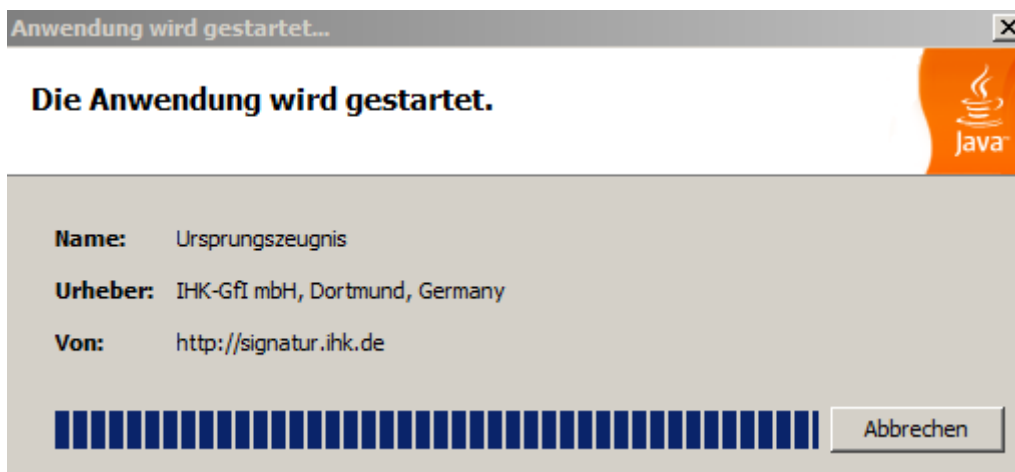 Anwendung wird gestartet...
Die Anwendung wird gestartet.
Java
Name: Ursprungszeugnis
Urheber: IHK-GfI mbH, Dortmund, Germany
Von: http://signatur.ihk.de
Abbrechen